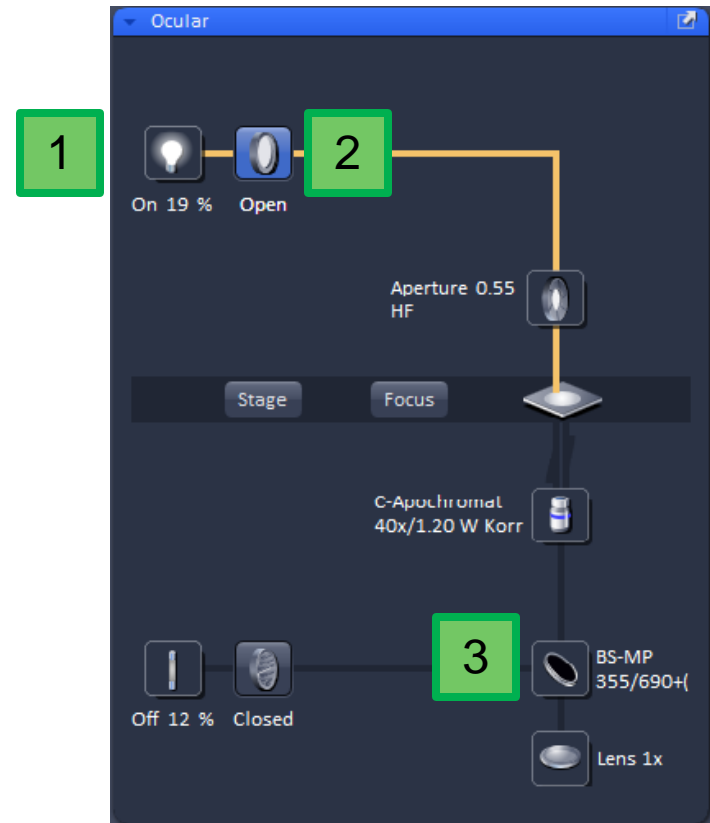 Ocular
1
2
On 19 %
Open
Aperture 0.55
HF
Stage
Focus
C-Apochromat
40x/1.20 W Korr
3
BS-MP
355/690+(
Off 12 %
Closed
Lens 1x